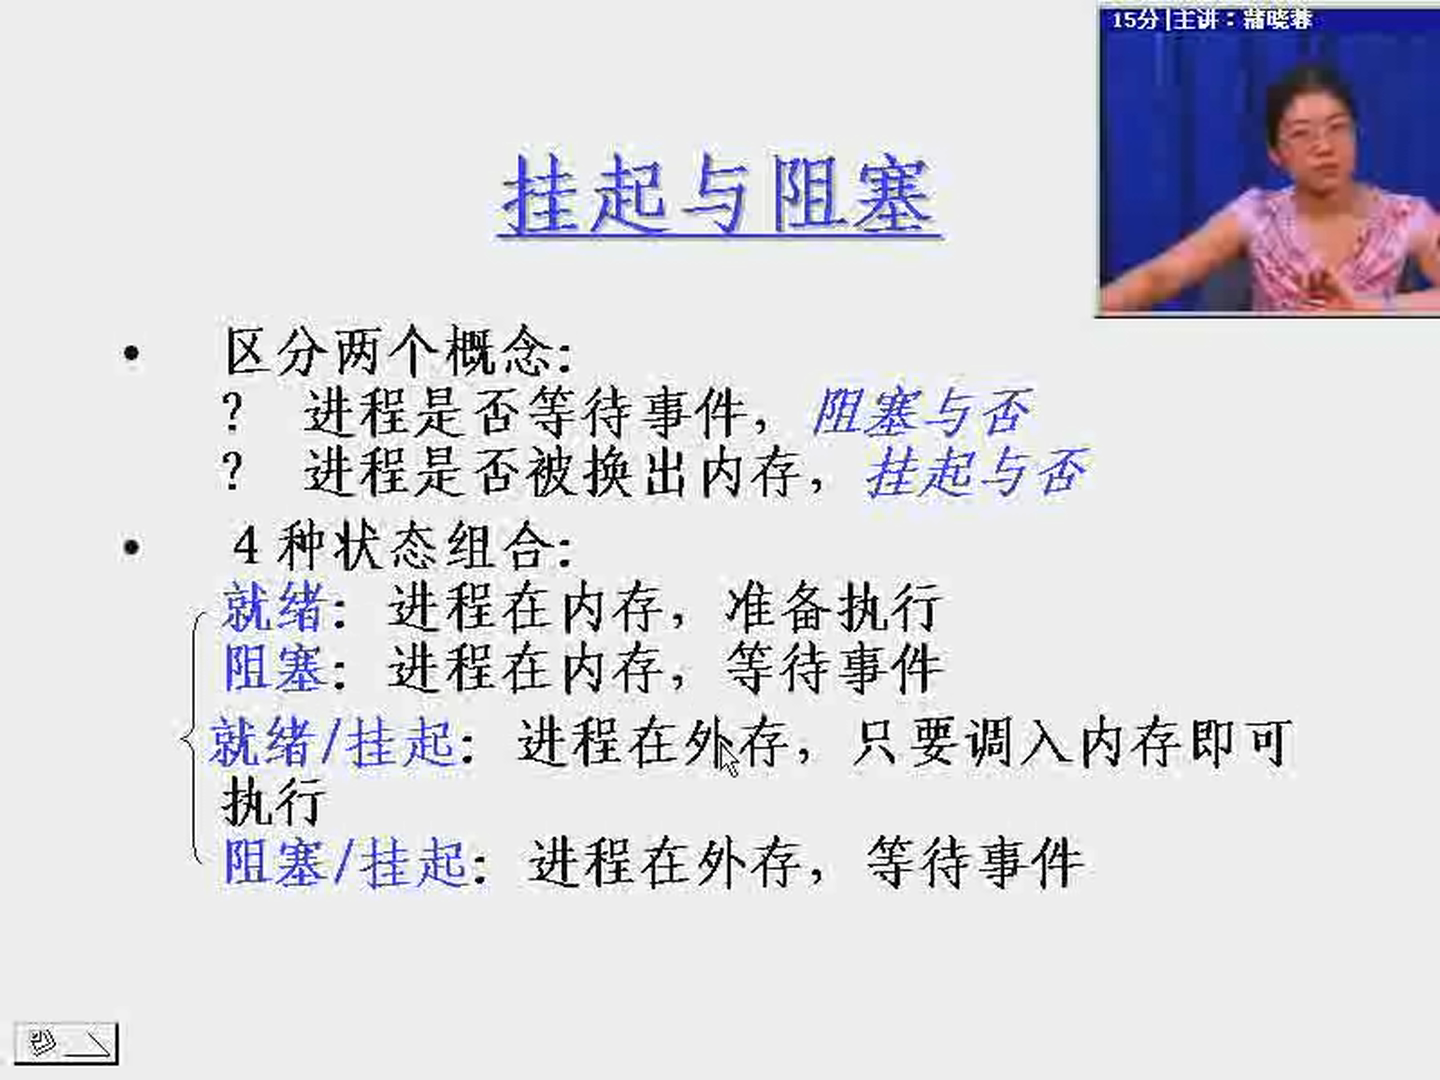 15分|主讲：蒲晓蓉
挂起与阻塞
• 区分两个概念:
? 进程是否等待事件，阻塞与否
? 进程是否被换出内存，挂起与否
• 4 种状态组合:
就绪：进程在内存，准备执行
阻塞：进程在内存，等待事件
就绪/挂起：进程在外存，只要调入内存即可
执行
阻塞/挂起：进程在外存，等待事件